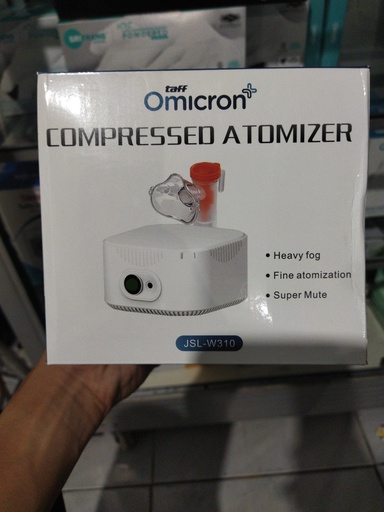 taff
Omicron+
COMPRESSED ATOMIZER
• Heavy fog
• Fine atomization
• Super Mute
JSL-W310